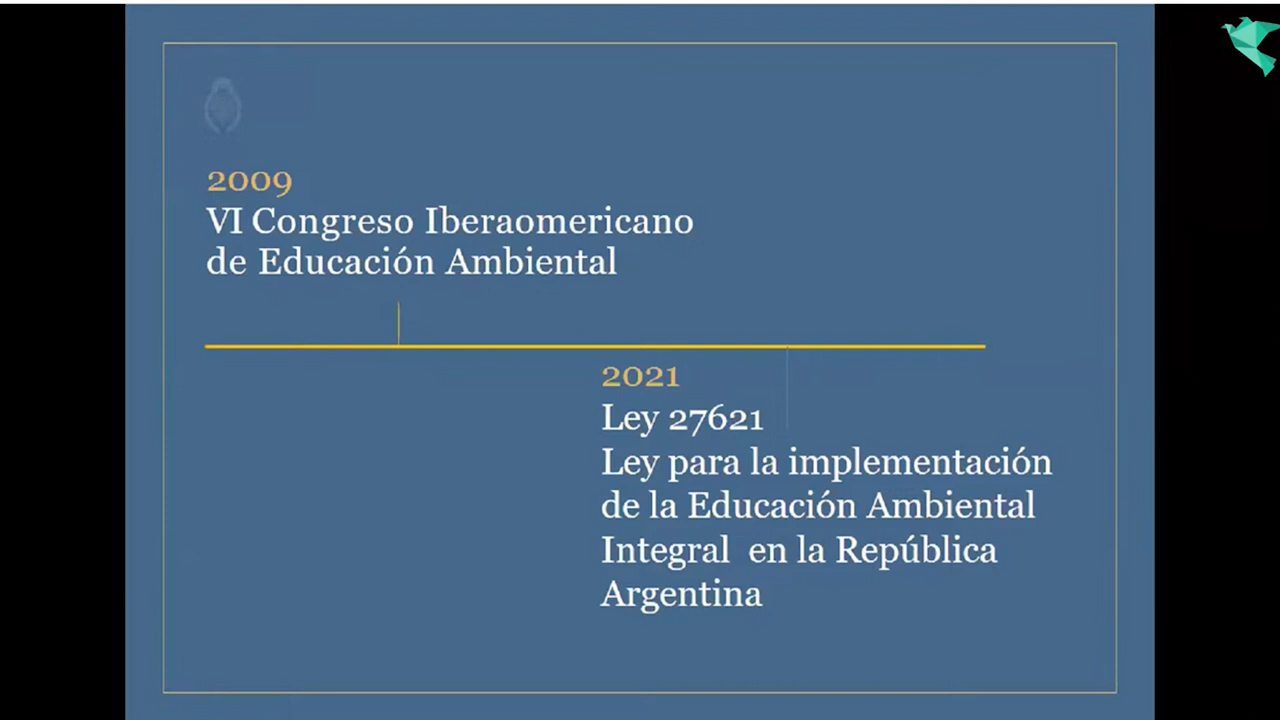 2009
VI Congreso Iberaomericano
de Educación Ambiental
2021
Ley 27621
Ley para la implementación
de la Educación Ambiental
Integral en la República
Argentina